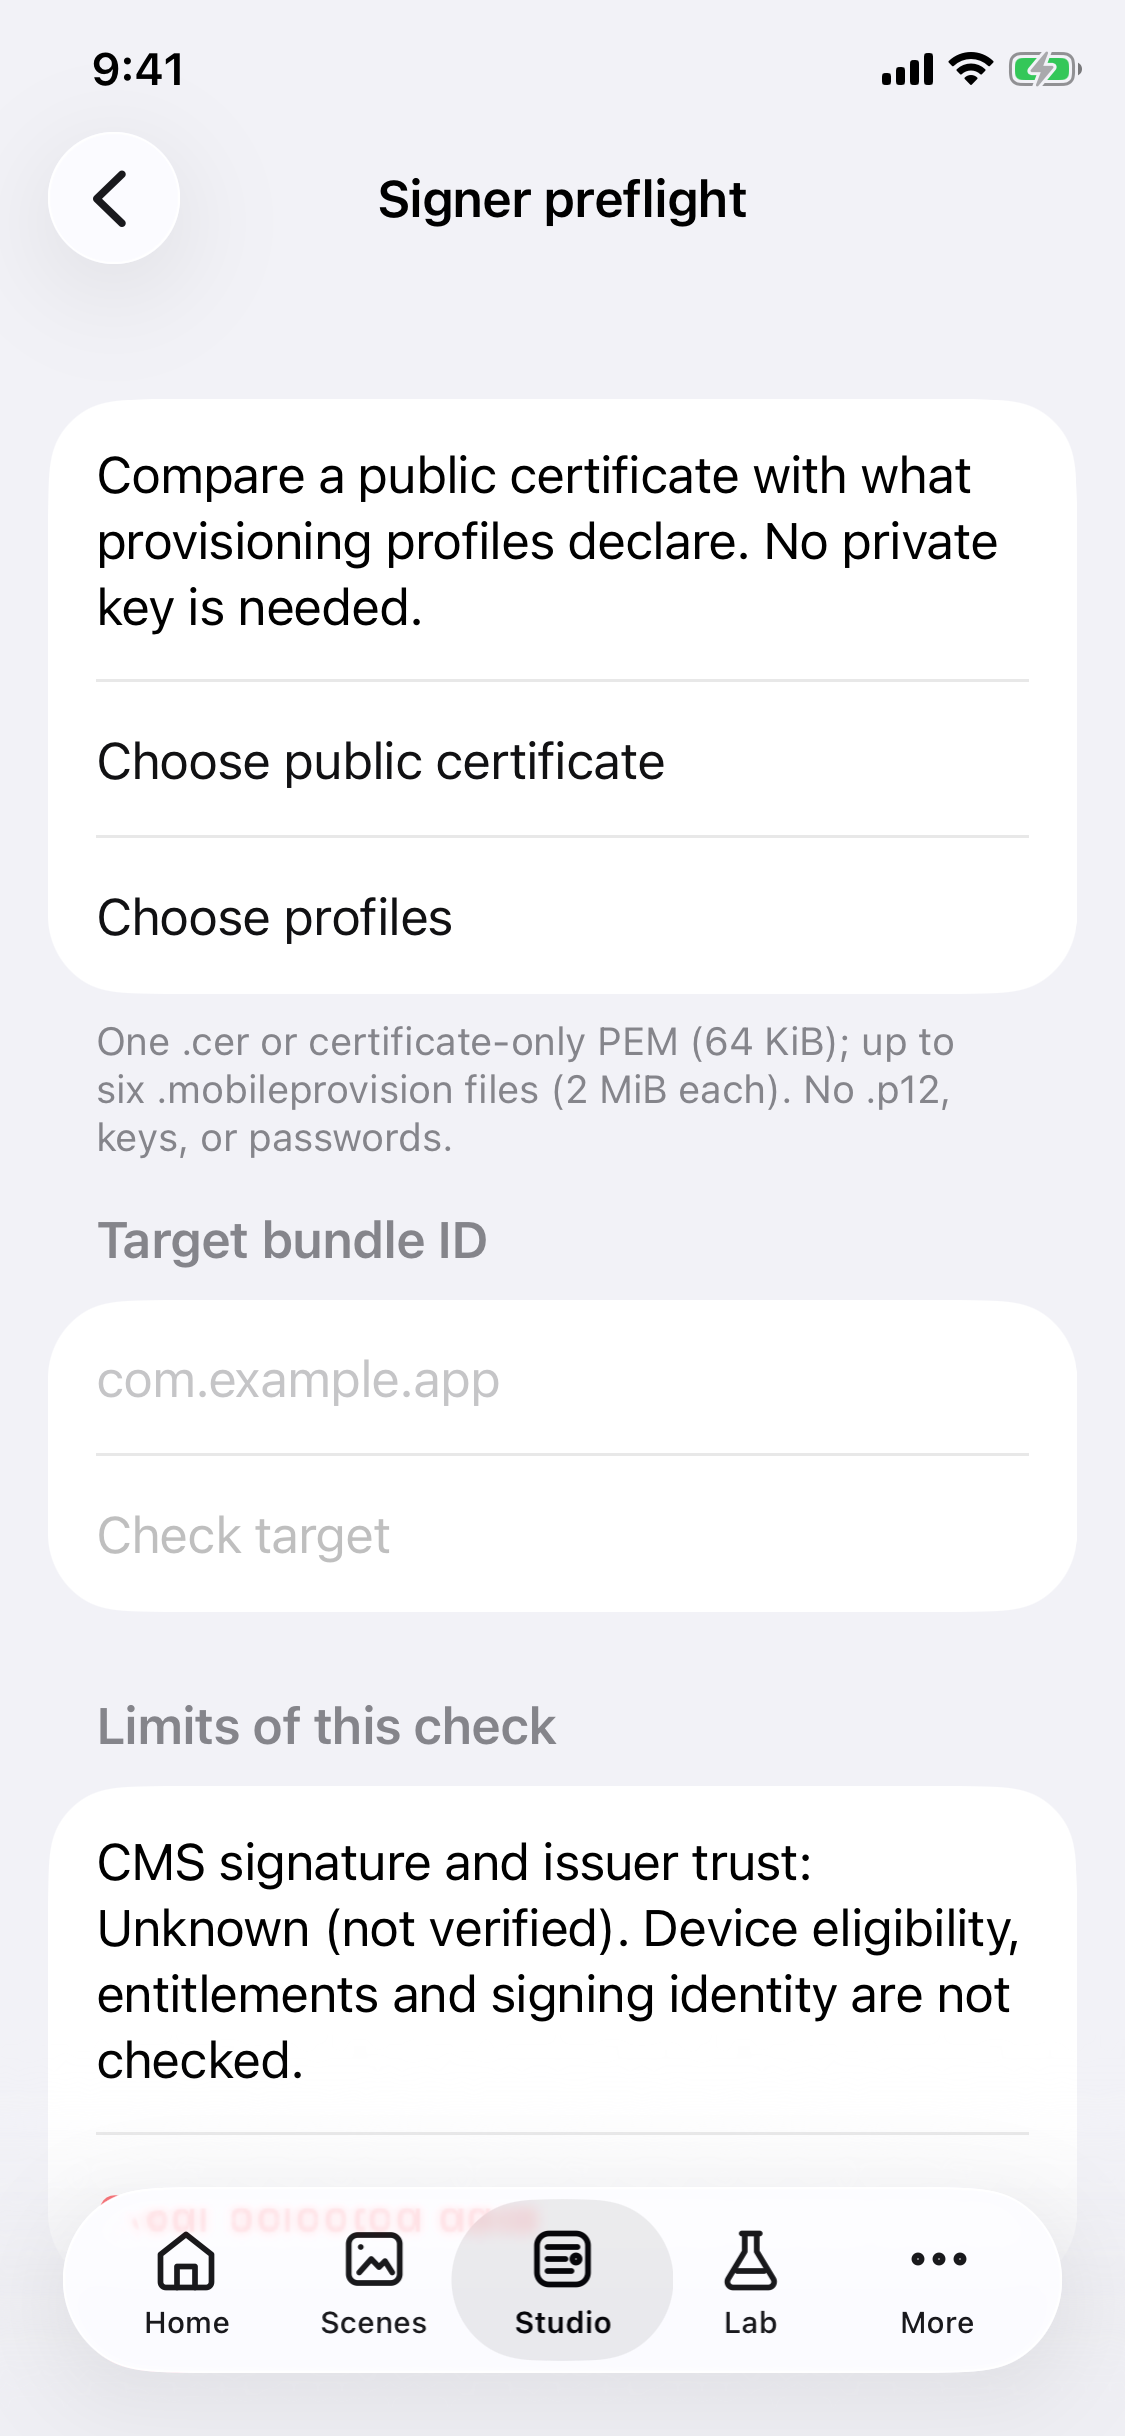 9:41
Signer preflight
Compare a public certificate with what
provisioning profiles declare. No private
key is needed.
Choose public certificate
Choose profiles
One .cer or certificate-only PEM (64 KiB); up to
six .mobileprovision files (2 MiB each). No .p12,
keys, or passwords.
Target bundle ID
com.example.app
Check target
Limits of this check
CMS signature and issuer trust:
Unknown (not verified). Device eligibility,
entitlements and signing identity are not
checked.
Home
Scenes
Studio
Lab
More